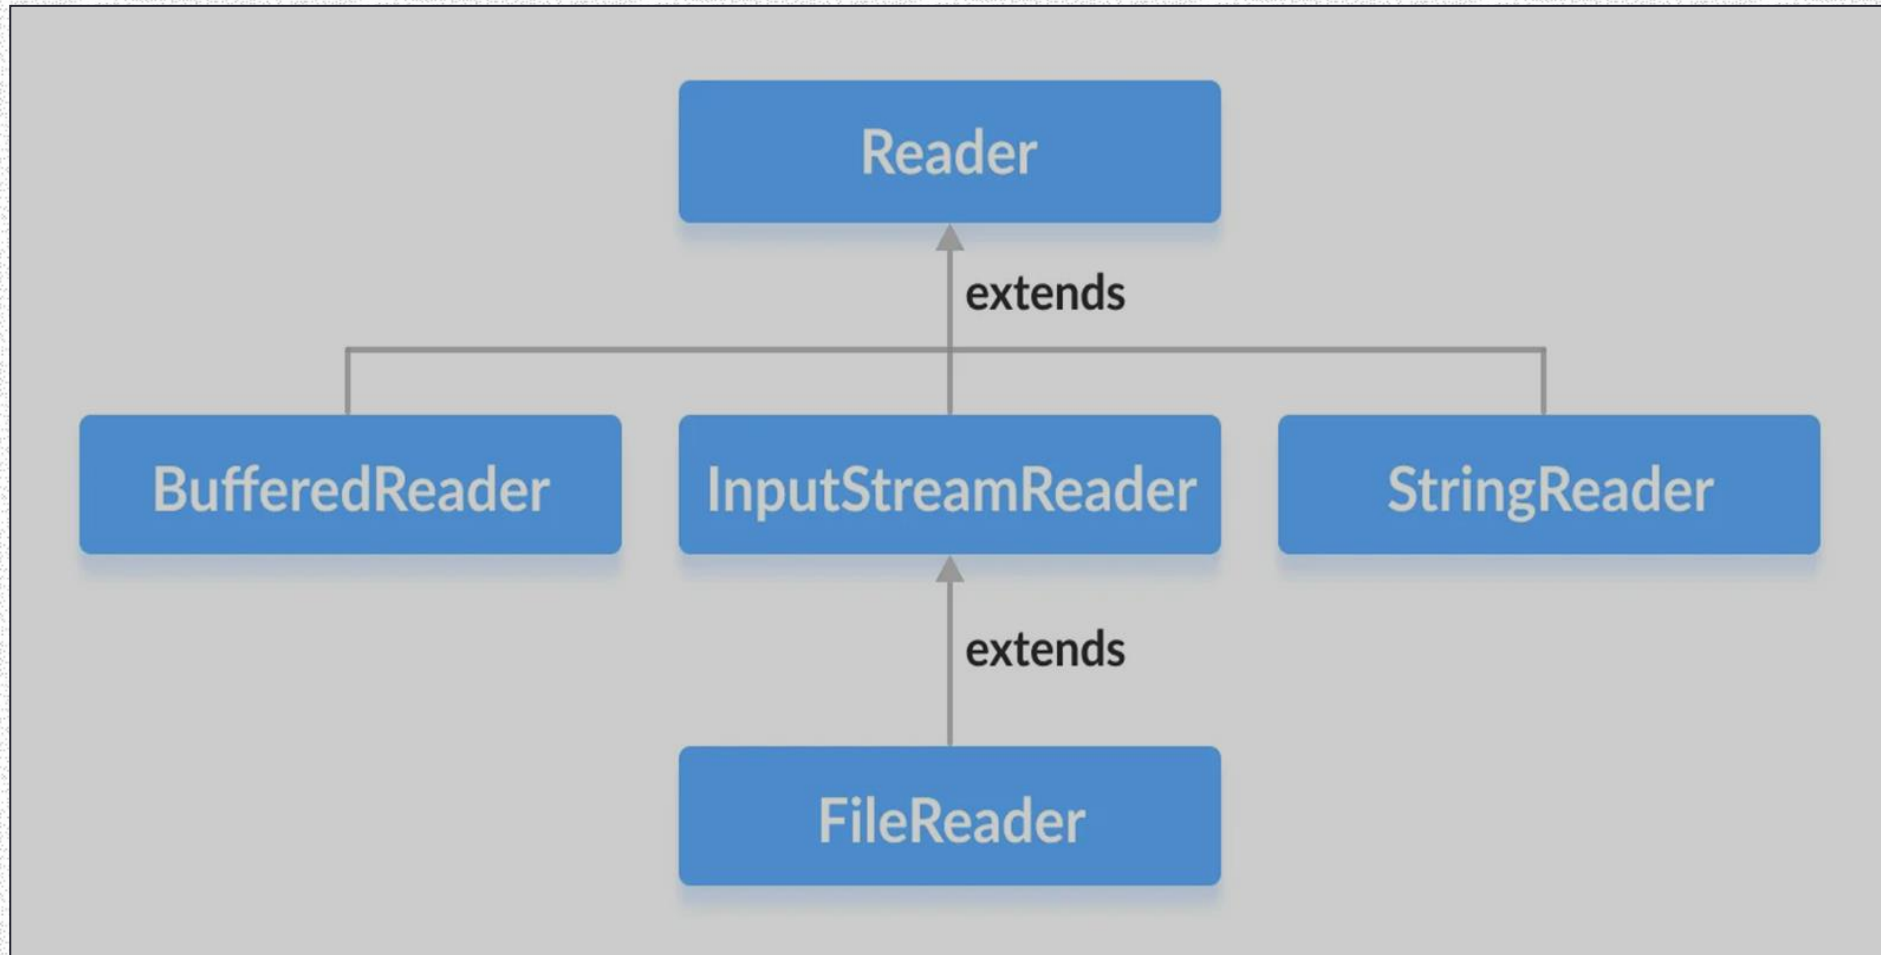 Reader
extends
BufferedReader
InputStreamReader
StringReader
extends
FileReader